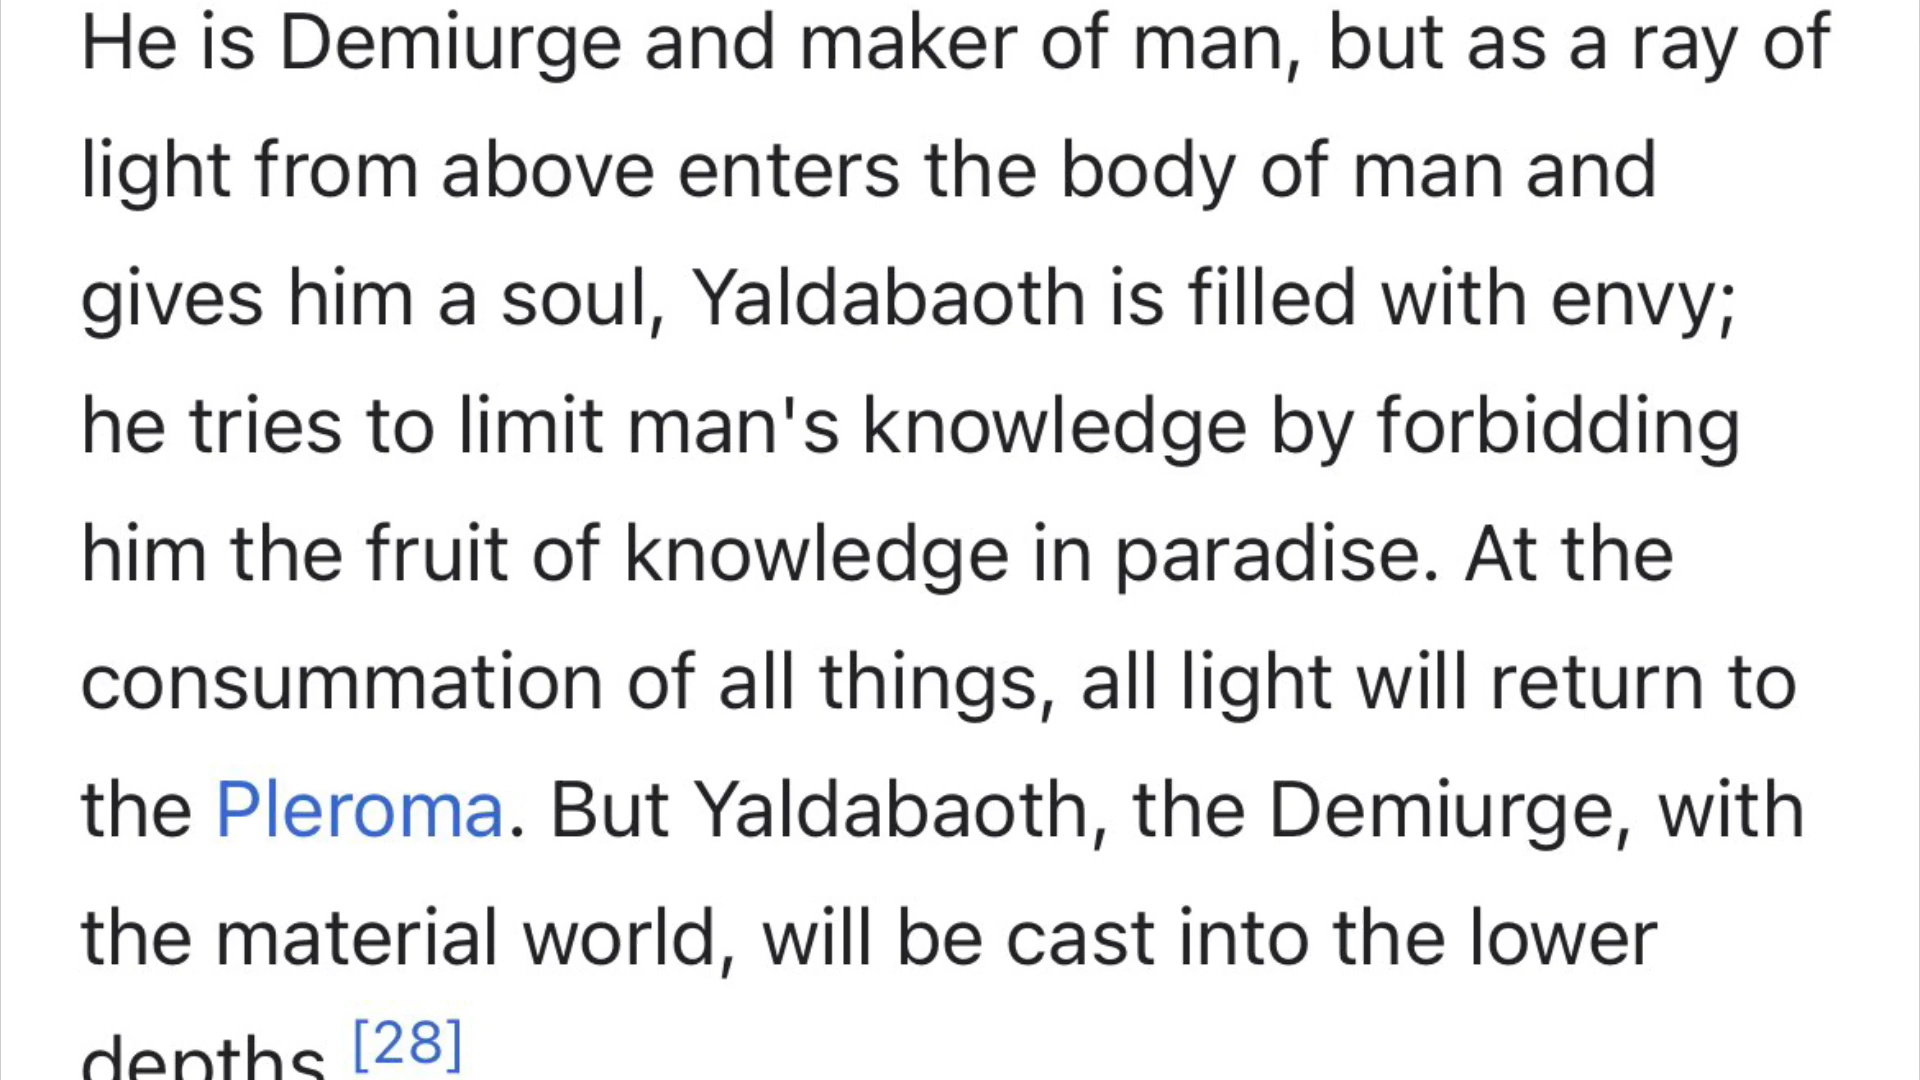 He is Demiurge and maker of man, but as a ray of
light from above enters the body of man and
gives him a soul, Yaldabaoth is filled with envy;
he tries to limit man's knowledge by forbidding
him the fruit of knowledge in paradise. At the
consummation of all things, all light will return to
the Pleroma. But Yaldabaoth, the Demiurge, with
the material world, will be cast into the lower
depths.[28]